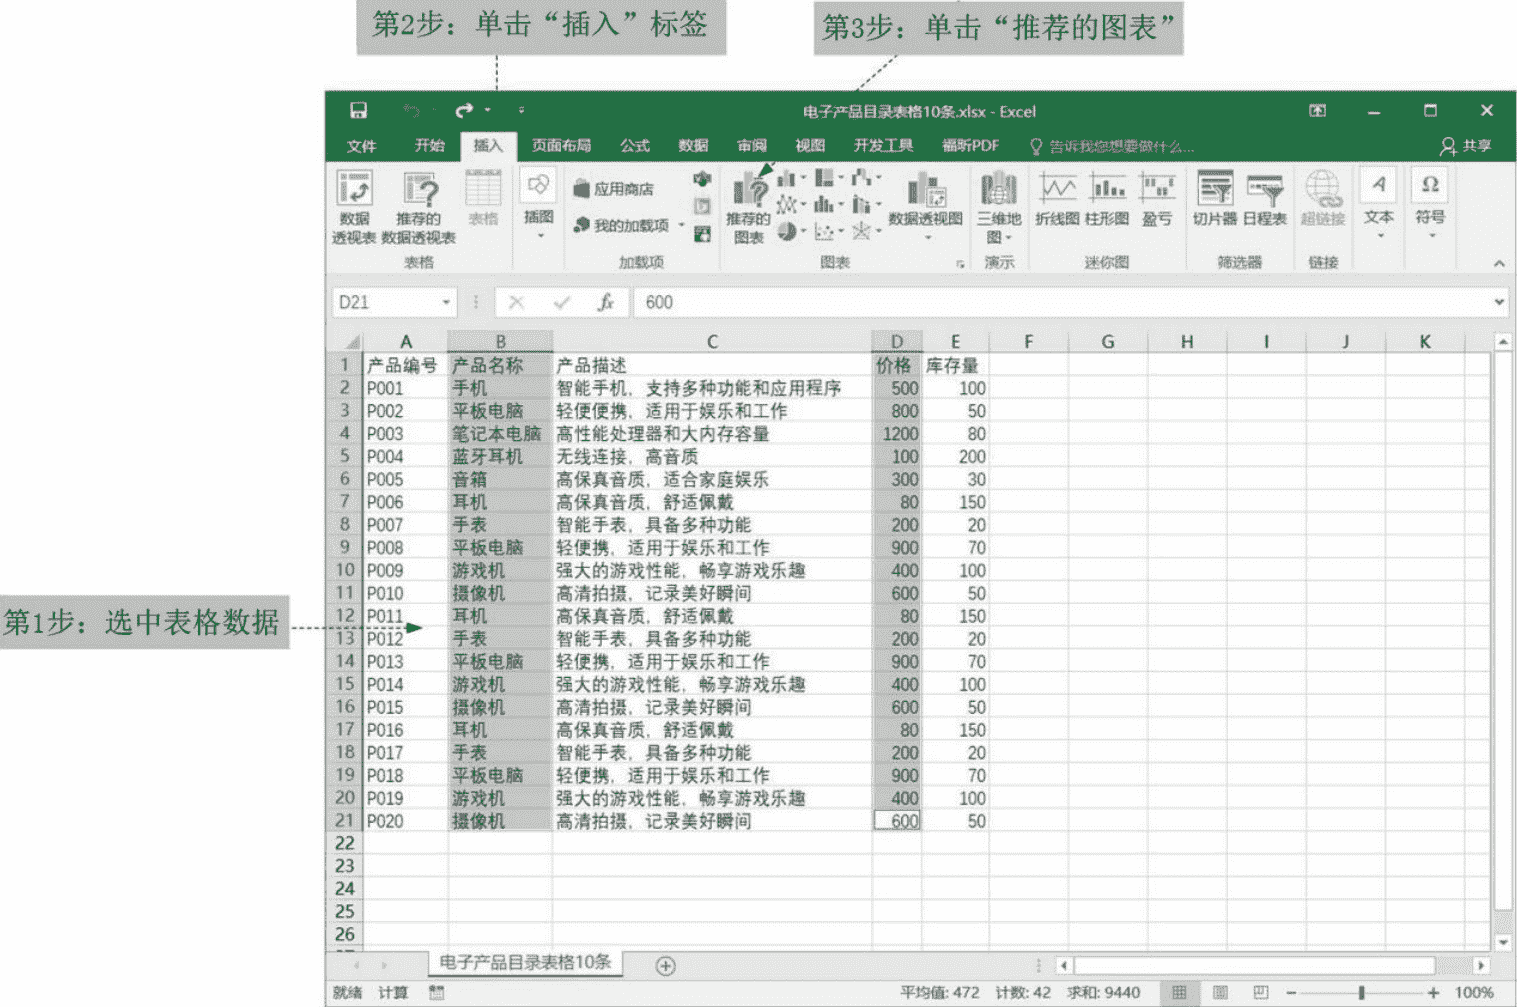 第2步：单击“插入”标签
第3步：单击“推荐的图表”
电子产品目录表格10条.xlsx - Excel
文件 开始 插入 页面布局 公式 数据 审阅 视图 开发工具 福昕PDF 告诉我您想要做什么... 共享
数据透视表 推荐的数据透视表 表格 插图 应用商店 我的加载项 推荐的图表 数据透视图 三维地图 折线图 柱形图 盈亏 切片器 日程表 超链接 文本 符号
表格 加载项 图表 演示 迷你图 筛选器 链接
D21 fx 600
A B C D E F G H I J K
1 产品编号 产品名称 产品描述 价格 库存量
2 P001 手机 智能手机，支持多种功能和应用程序 500 100
3 P002 平板电脑 轻便便携，适用于娱乐和工作 800 50
4 P003 笔记本电脑 高性能处理器和大内存容量 1200 80
5 P004 蓝牙耳机 无线连接，高音质 100 200
6 P005 音箱 高保真音质，适合家庭娱乐 300 30
7 P006 耳机 高保真音质，舒适佩戴 80 150
8 P007 手表 智能手表，具备多种功能 200 20
9 P008 平板电脑 轻便携，适用于娱乐和工作 900 70
10 P009 游戏机 强大的游戏性能，畅享游戏乐趣 400 100
11 P010 摄像机 高清拍摄，记录美好瞬间 600 50
12 P011 耳机 高保真音质，舒适佩戴 80 150
第1步：选中表格数据
13 P012 手表 智能手表，具备多种功能 200 20
14 P013 平板电脑 轻便携，适用于娱乐和工作 900 70
15 P014 游戏机 强大的游戏性能，畅享游戏乐趣 400 100
16 P015 摄像机 高清拍摄，记录美好瞬间 600 50
17 P016 耳机 高保真音质，舒适佩戴 80 150
18 P017 手表 智能手表，具备多种功能 200 20
19 P018 平板电脑 轻便携，适用于娱乐和工作 900 70
20 P019 游戏机 强大的游戏性能，畅享游戏乐趣 400 100
21 P020 摄像机 高清拍摄，记录美好瞬间 600 50
22
23
24
25
26
电子产品目录表格10条
就绪 计算 平均值: 472 计数: 42 求和: 9440 100%